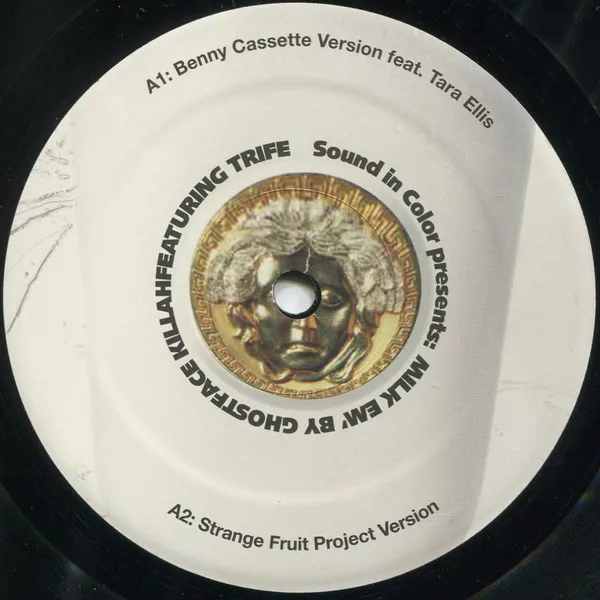 A1: Benny Cassette Version feat. Tara Ellis
Sound in Color presents: MILK EM' BY GHOSTFACE KILLAHFEATURING TRIFE
A2: Strange Fruit Project Version